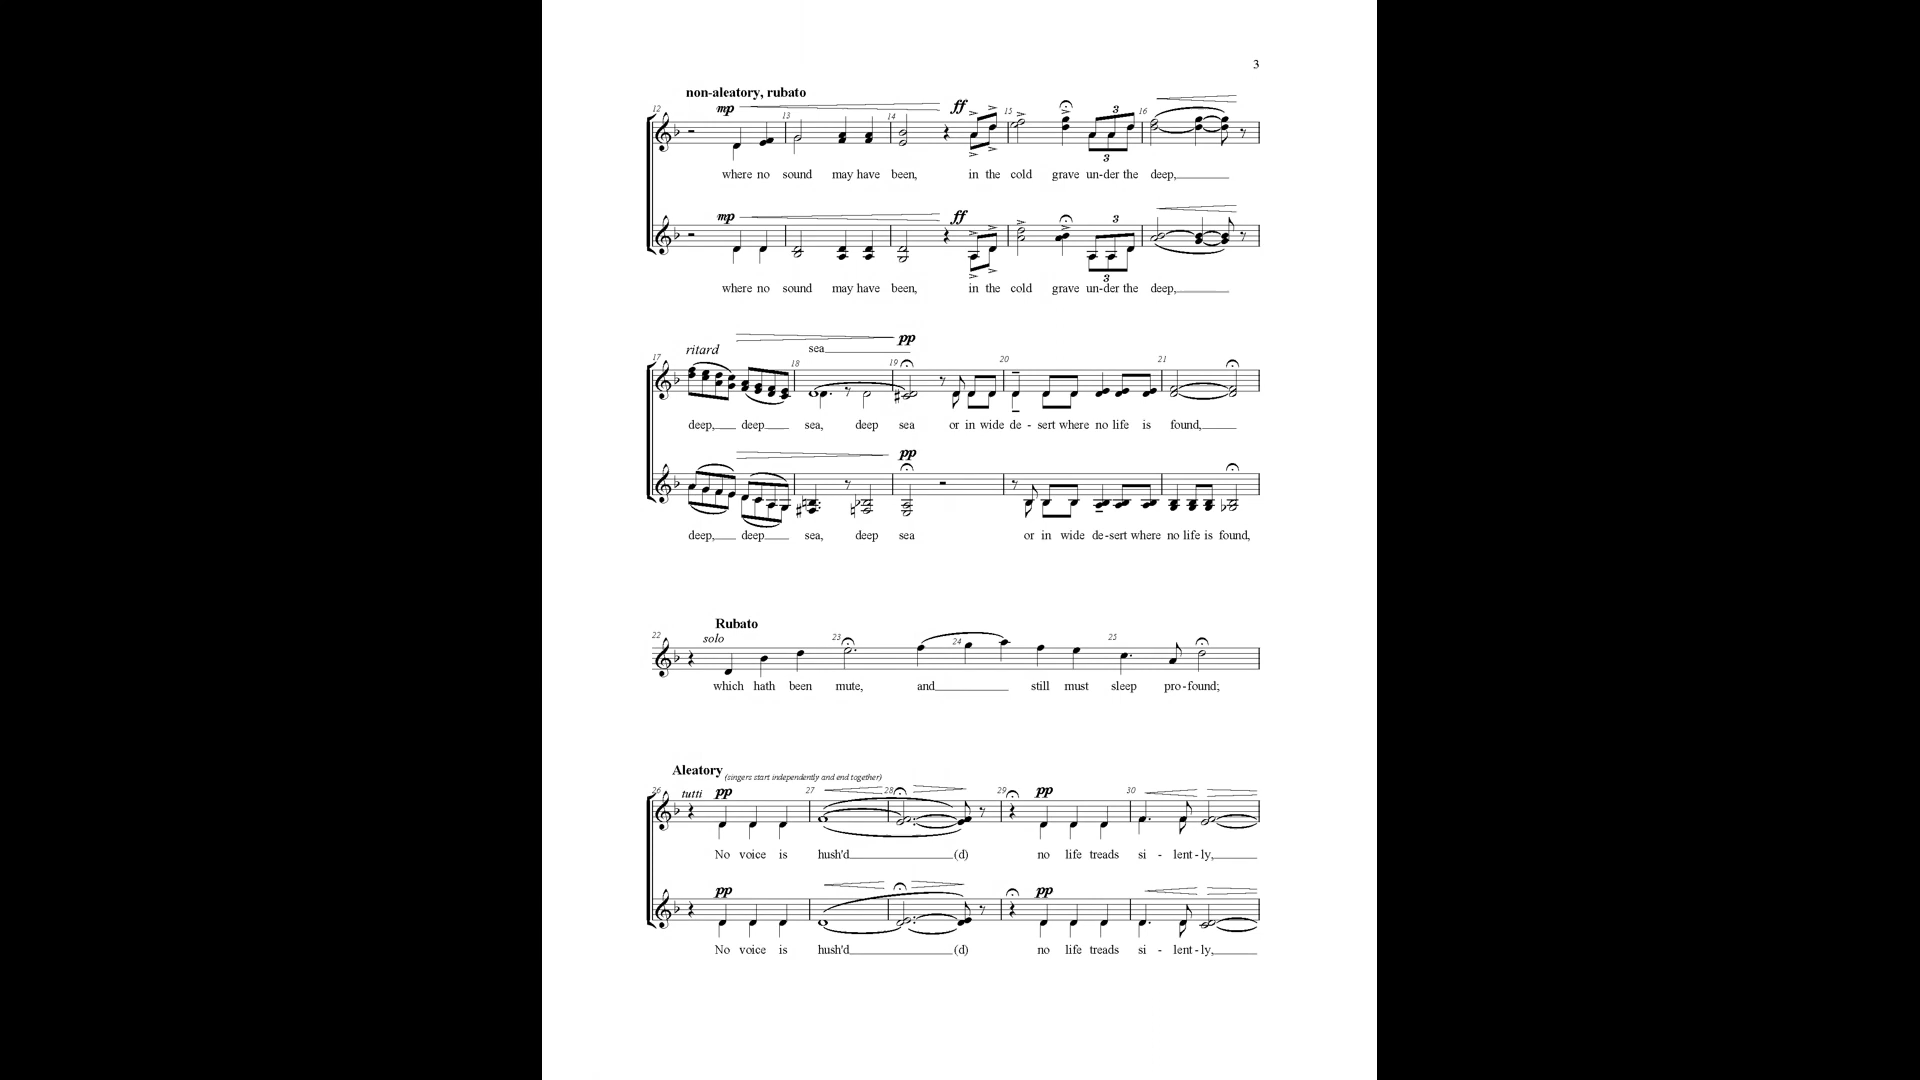 3
non-aleatory, rubato
12 mp 13 14 ff 15 3 16
3
where no sound may have been, in the cold grave un-der the deep,
mp ff 3
3
where no sound may have been, in the cold grave un-der the deep,
17 ritard sea 18 19 pp 20 21
deep, deep sea, deep sea or in wide de - sert where no life is found,
pp
deep, deep sea, deep sea or in wide de-sert where no life is found,
Rubato
22 solo 23 24 25
which hath been mute, and still must sleep pro-found;
Aleatory (singers start independently and end together)
26 tutti pp 27 28 29 pp 30
No voice is hush'd (d) no life treads si - lent-ly,
pp pp
No voice is hush'd (d) no life treads si - lent-ly,